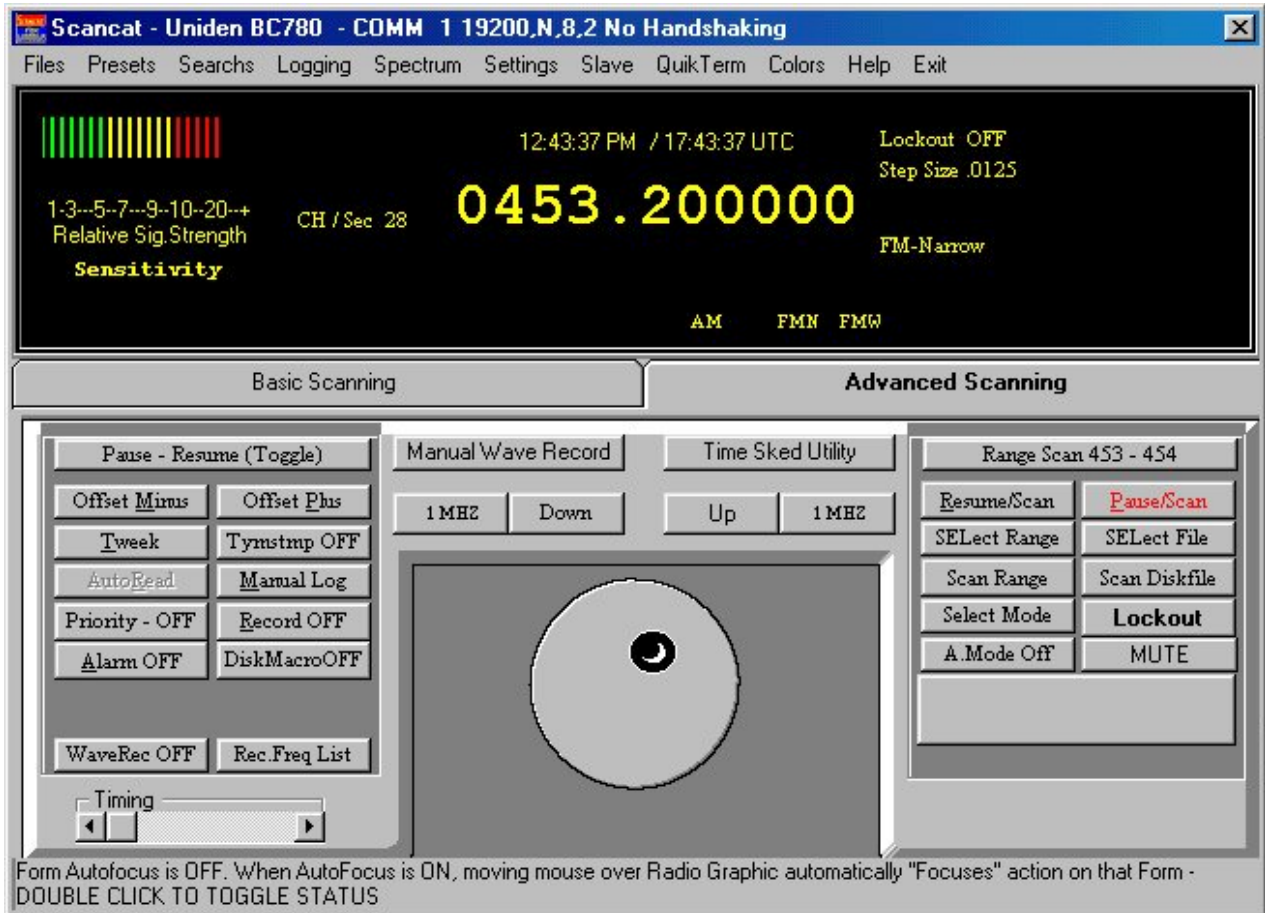 Scancat - Uniden BC780 - COMM 1 19200,N,8,2 No Handshaking
Files Presets Searchs Logging Spectrum Settings Slave QuikTerm Colors Help Exit
12:43:37 PM / 17:43:37 UTC
Lockout OFF
Step Size .0125
1-3---5--7---9--10--20--+
Relative Sig.Strength
Sensitivity
CH / Sec 28
0453.200000
FM-Narrow
AM FMN FMW
Basic Scanning
Advanced Scanning
Pause - Resume (Toggle)
Offset Minus Offset Plus
Tweek Tymstmp OFF
AutoRead Manual Log
Priority - OFF Record OFF
Alarm OFF DiskMacroOFF
WaveRec OFF Rec.Freq List
Timing
Manual Wave Record
Time Sked Utility
1 MHZ Down
Up 1 MHZ
Range Scan 453 - 454
Resume/Scan Pause/Scan
SELect Range SELect File
Scan Range Scan Diskfile
Select Mode Lockout
A.Mode Off MUTE
Form Autofocus is OFF. When AutoFocus is ON, moving mouse over Radio Graphic automatically "Focuses" action on that Form -
DOUBLE CLICK TO TOGGLE STATUS